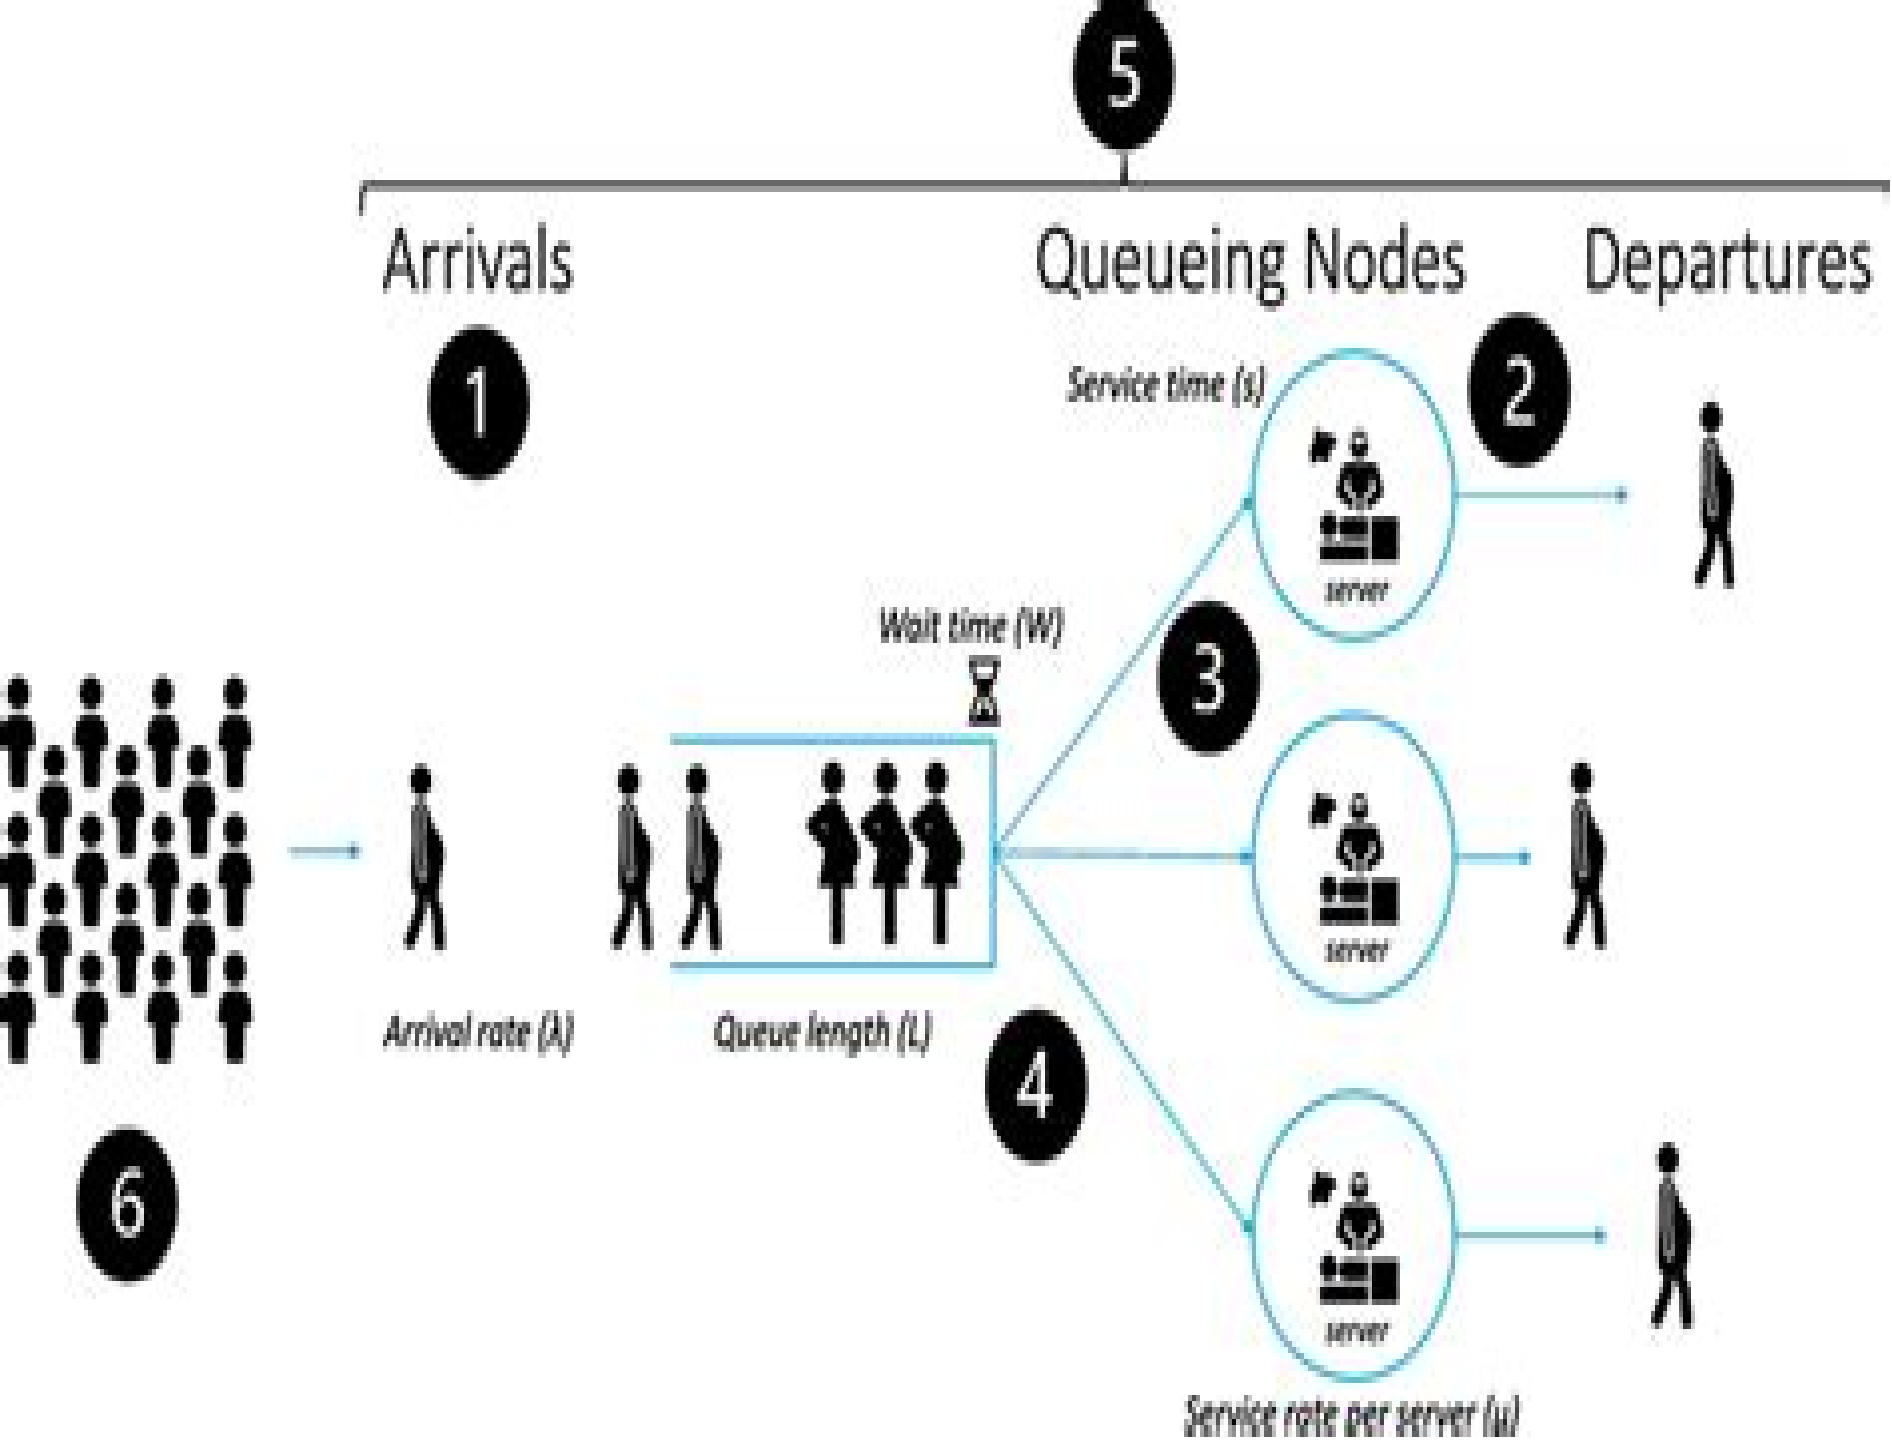 5
Arrivals
Queueing Nodes
Departures
1
Service time (s)
2
server
Wait time (W)
3
server
Arrival rate (λ)
Queue length (L)
4
6
server
Service rate per server (μ)